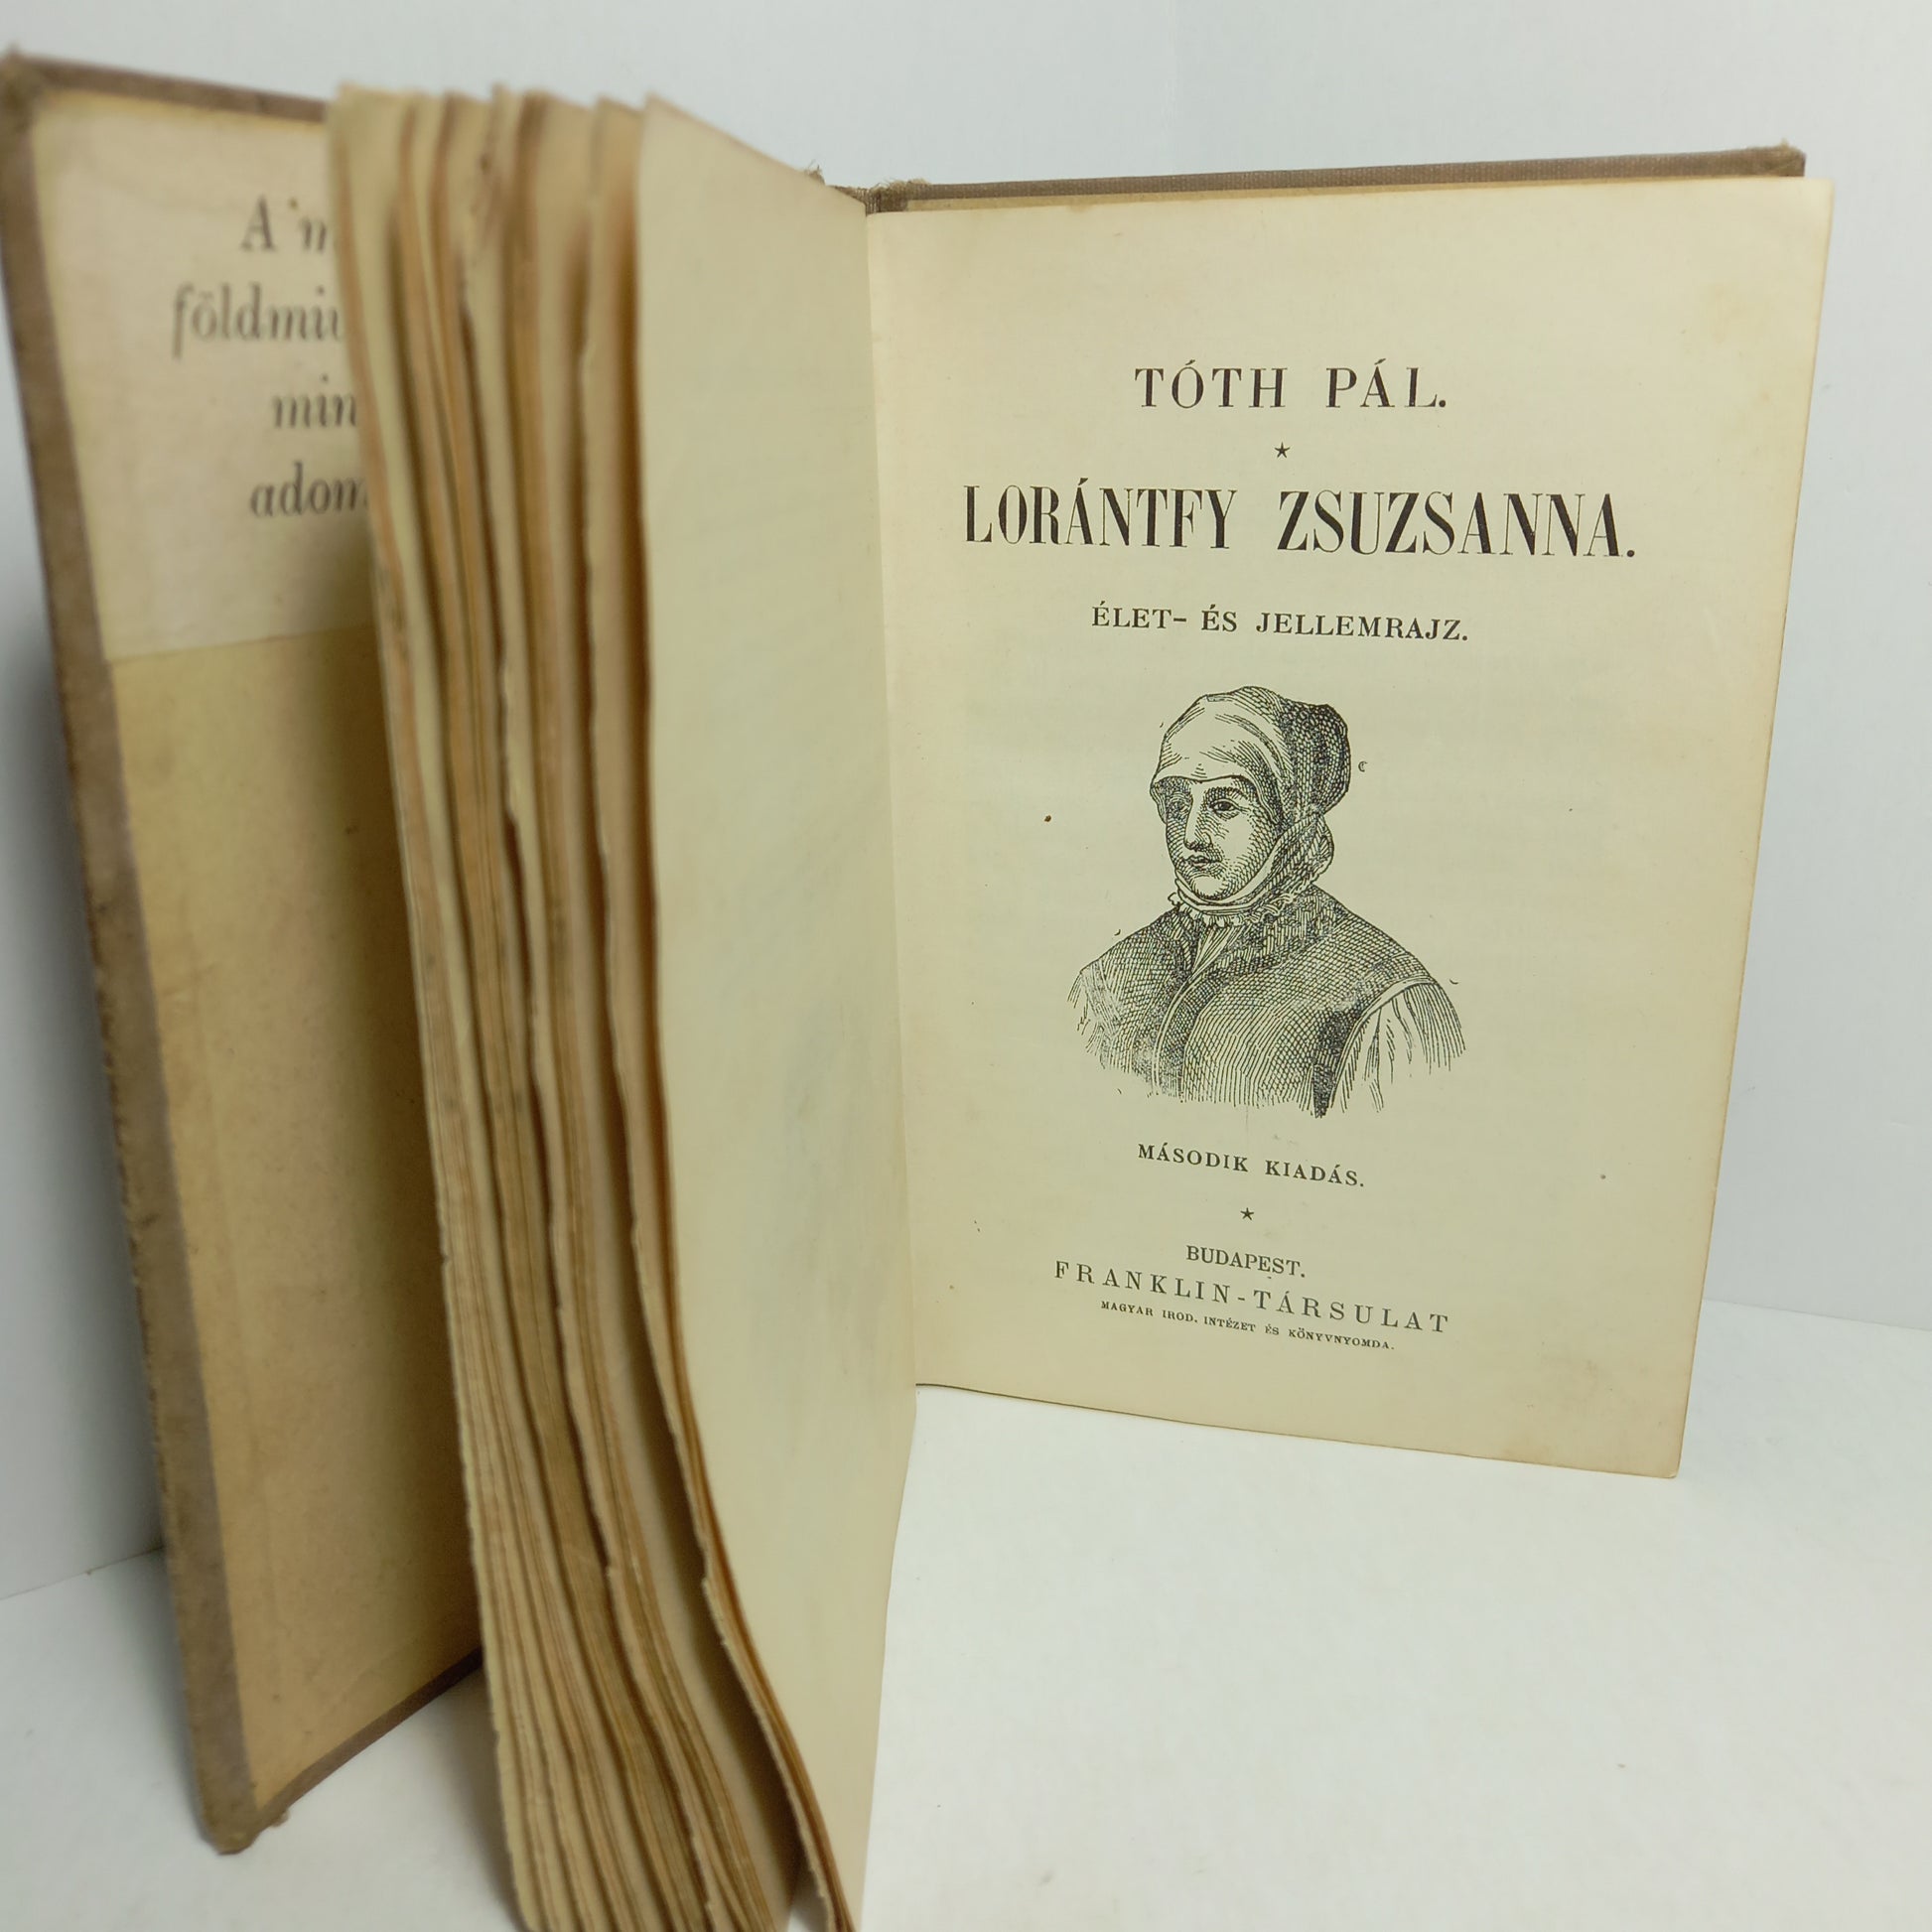 A
földmiv
min
adom
TÓTH PÁL.
LORÁNTFY ZSUZSANNA.
ÉLET- ÉS JELLEMRAJZ.
MÁSODIK KIADÁS.
BUDAPEST.
FRANKLIN-TÁRSULAT
MAGYAR IROD. INTÉZET ÉS KÖNYVNYOMDA.